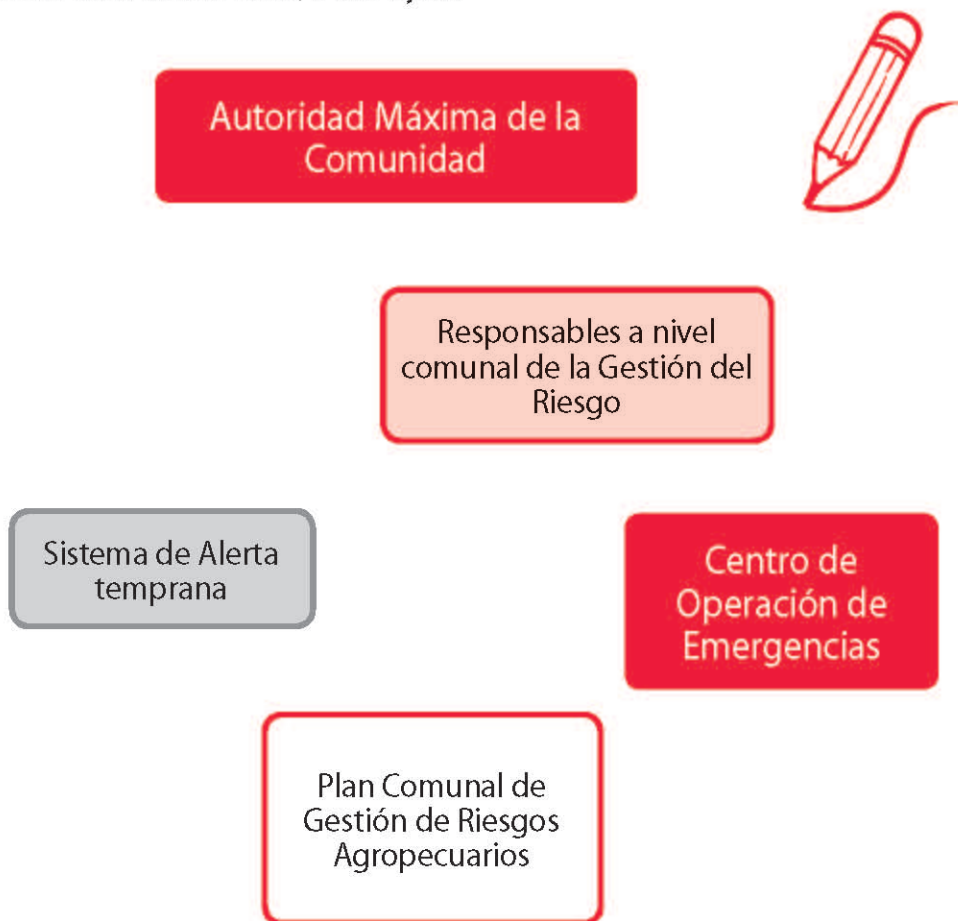 Autoridad Máxima de la
Comunidad
Responsables a nivel
comunal de la Gestión del
Riesgo
Sistema de Alerta
temprana
Centro de
Operación de
Emergencias
Plan Comunal de
Gestión de Riesgos
Agropecuarios